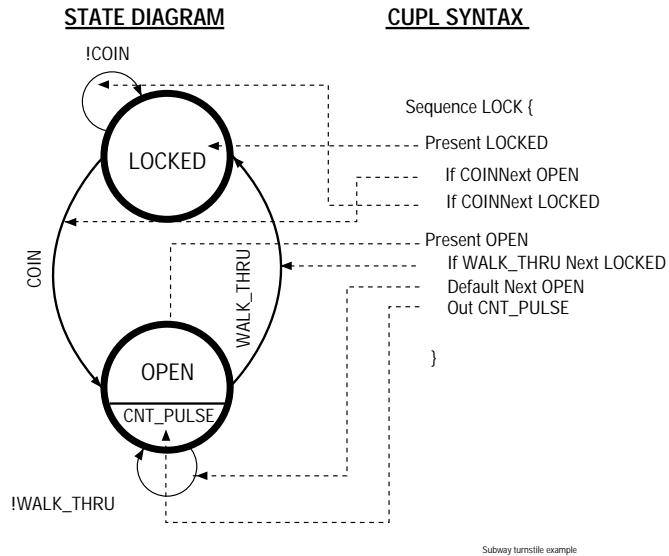 STATE DIAGRAM
CUPL SYNTAX
!COIN
Sequence LOCK {
Present LOCKED
LOCKED
If COINNext OPEN
If COINNext LOCKED
Present OPEN
If WALK_THRU Next LOCKED
Default Next OPEN
Out CNT_PULSE
COIN
WALK_THRU
}
OPEN
CNT_PULSE
!WALK_THRU
Subway turnstile example